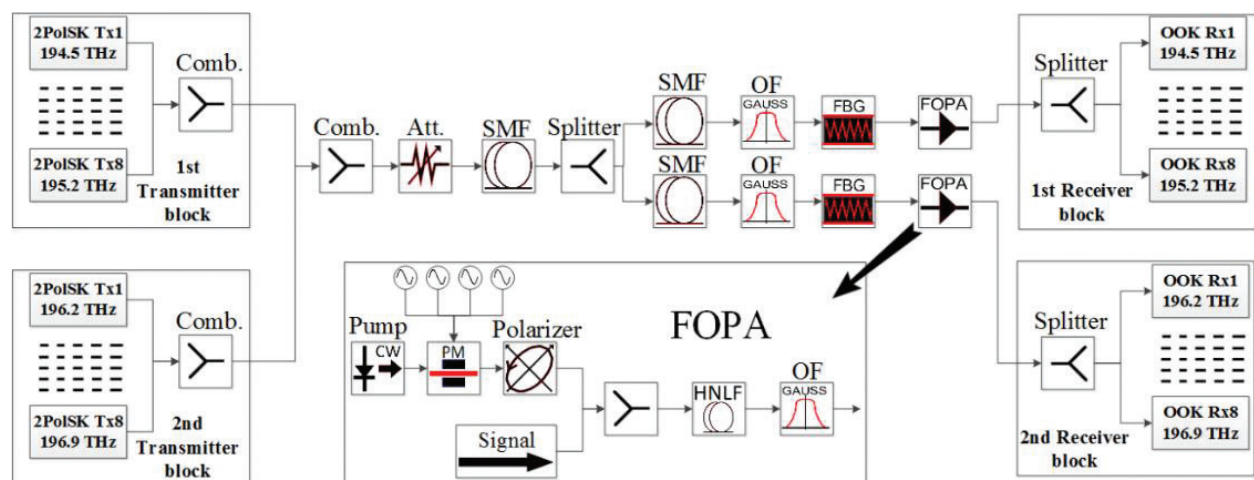 2PolSK Tx1
194.5 THz
Comb.
2PolSK Tx8
195.2 THz
1st
Transmitter
block
2PolSK Tx1
196.2 THz
Comb.
2PolSK Tx8
196.9 THz
2nd
Transmitter
block
Comb.
Att.
SMF
Splitter
SMF
OF
GAUSS
FBG
FOPA
SMF
OF
GAUSS
FBG
FOPA
Splitter
OOK Rx1
194.5 THz
OOK Rx8
195.2 THz
1st Receiver
block
Splitter
OOK Rx1
196.2 THz
OOK Rx8
196.9 THz
2nd Receiver
block
FOPA
Pump
CW
PM
Polarizer
Signal
HNLF
OF
GAUSS